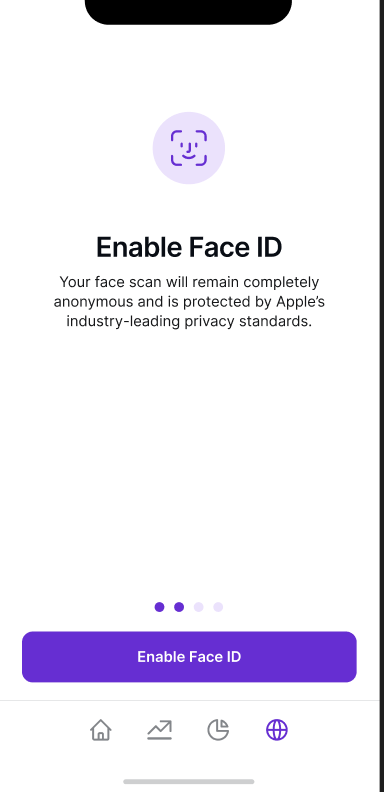 Enable Face ID
Your face scan will remain completely
anonymous and is protected by Apple’s
industry-leading privacy standards.
Enable Face ID